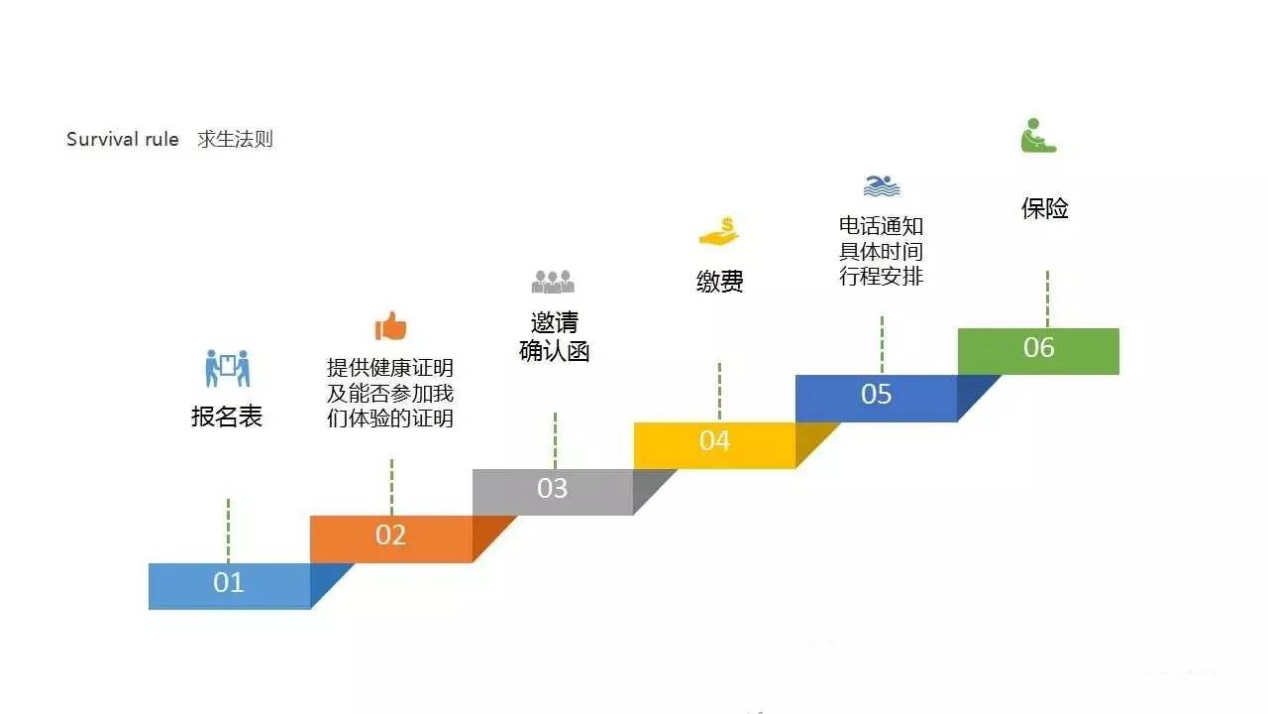 Survival rule 求生法则
报名表
01
提供健康证明
及能否参加我
们体验的证明
02
邀请
确认函
03
缴费
04
电话通知
具体时间
行程安排
05
保险
06